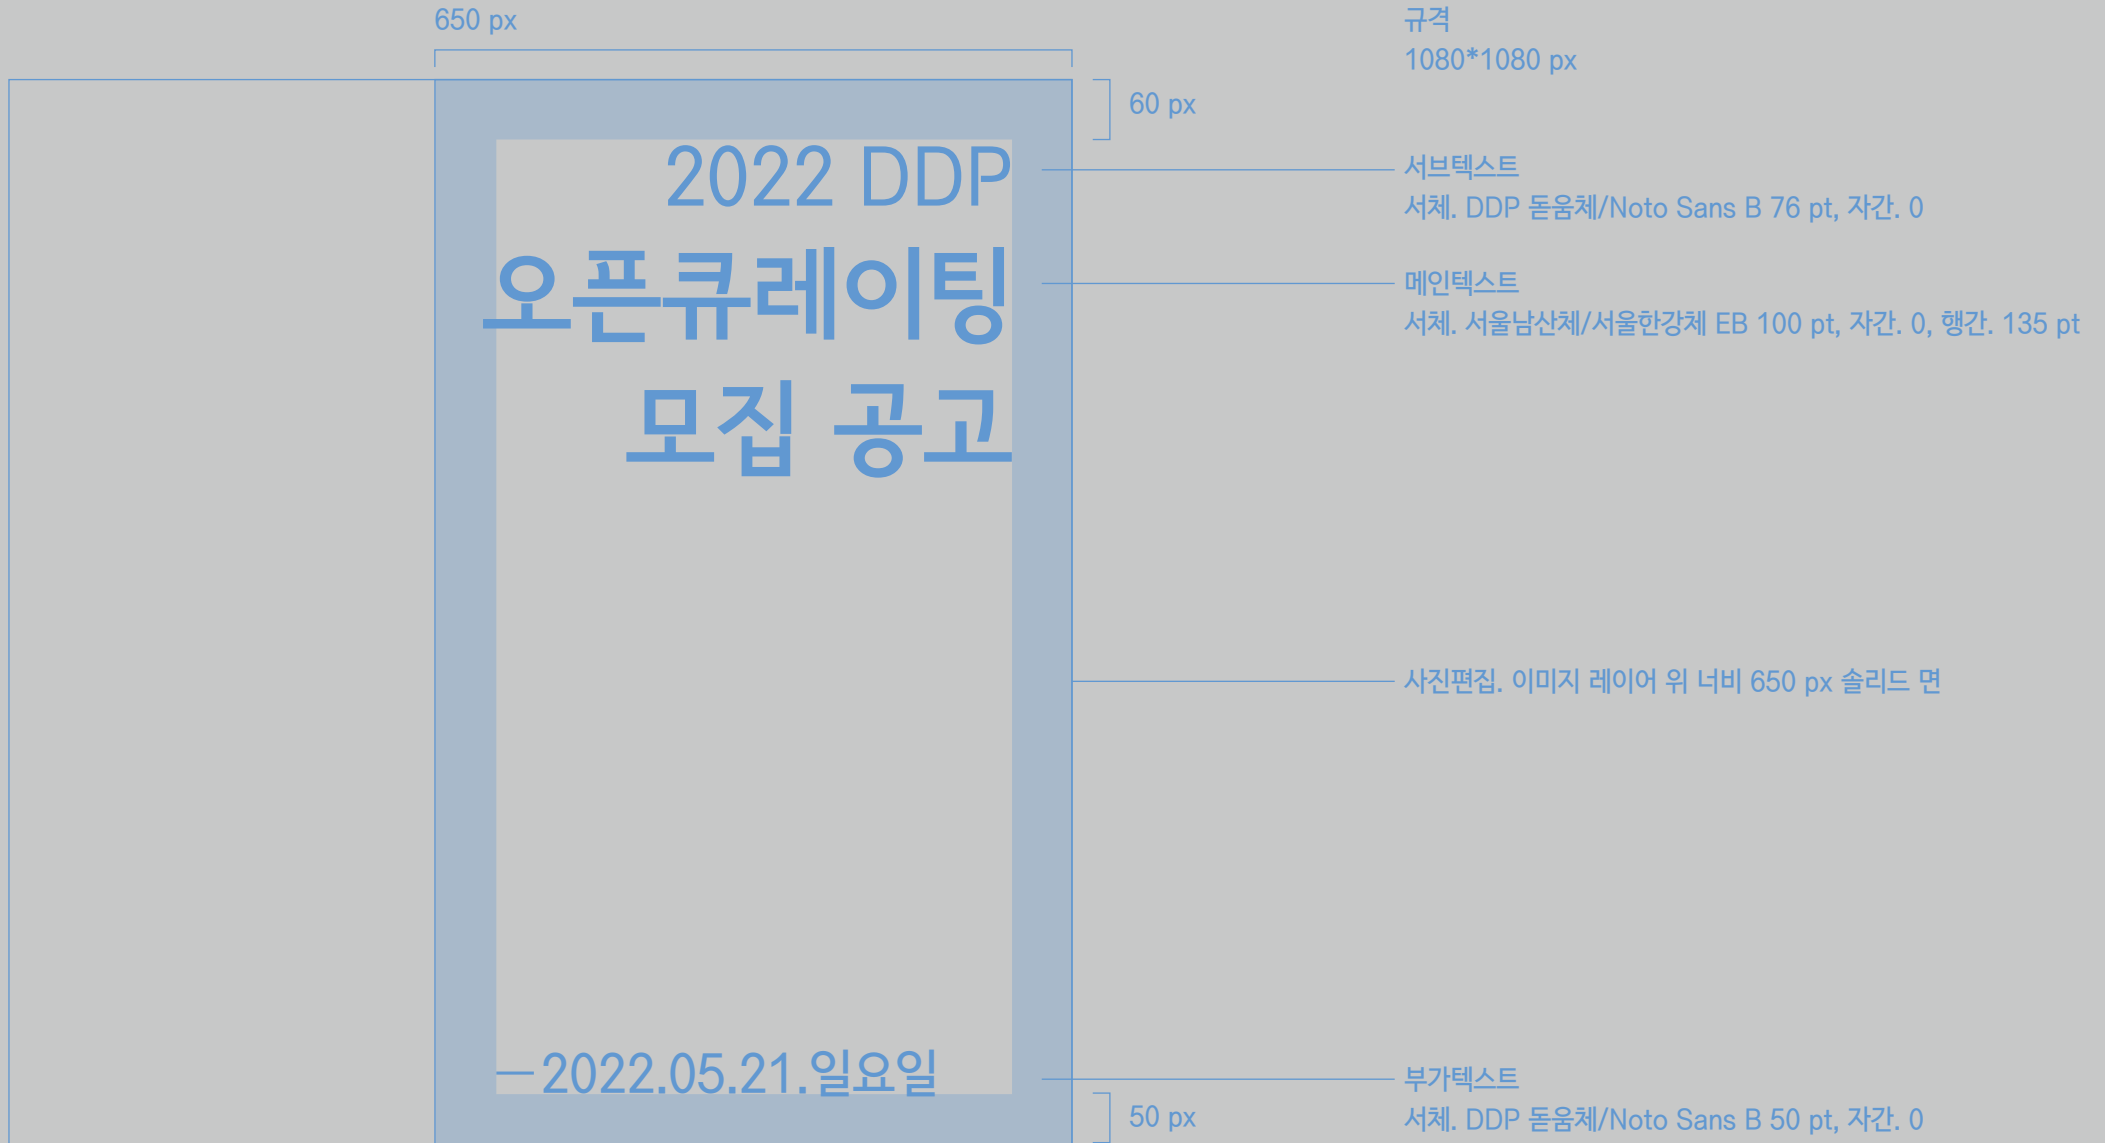 650 px
규격
1080*1080 px
60 px
2022 DDP
오픈큐레이팅
모집 공고
서브텍스트
서체. DDP 돋움체/Noto Sans B 76 pt, 자간. 0
메인텍스트
서체. 서울남산체/서울한강체 EB 100 pt, 자간. 0, 행간. 135 pt
사진편집. 이미지 레이어 위 너비 650 px 솔리드 면
—2022.05.21.일요일
부가텍스트
서체. DDP 돋움체/Noto Sans B 50 pt, 자간. 0
50 px